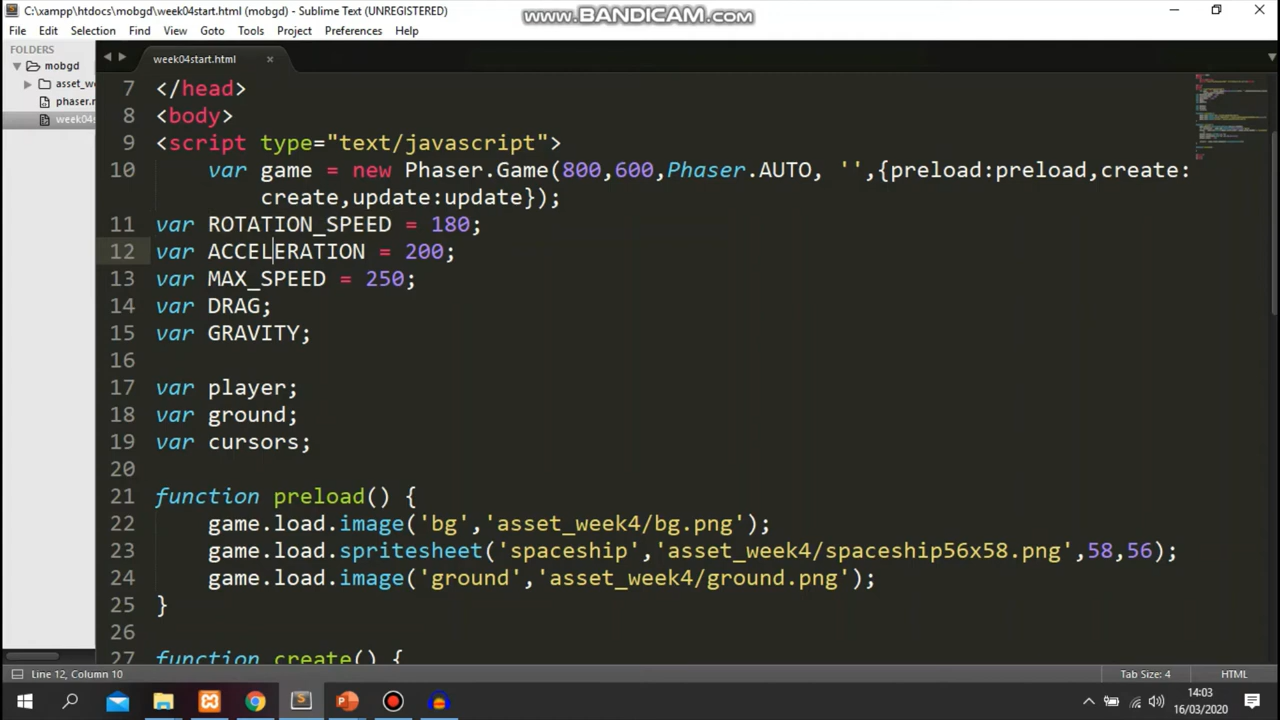 C:\xampp\htdocs\mobgd\week04start.html (mobgd) - Sublime Text (UNREGISTERED)
www.BANDICAM.com
File Edit Selection Find View Goto Tools Project Preferences Help
FOLDERS
mobgd
asset_we
phaser.m
week04s
week04start.html
7 </head>
8 <body>
9 <script type="text/javascript">
10 var game = new Phaser.Game(800,600,Phaser.AUTO, '',{preload:preload,create:
create,update:update});
11 var ROTATION_SPEED = 180;
12 var ACCELERATION = 200;
13 var MAX_SPEED = 250;
14 var DRAG;
15 var GRAVITY;
16
17 var player;
18 var ground;
19 var cursors;
20
21 function preload() {
22 game.load.image('bg','asset_week4/bg.png');
23 game.load.spritesheet('spaceship','asset_week4/spaceship56x58.png',58,56);
24 game.load.image('ground','asset_week4/ground.png');
25 }
26
27 function create() {
Line 12, Column 10
Tab Size: 4
HTML
14:03
16/03/2020